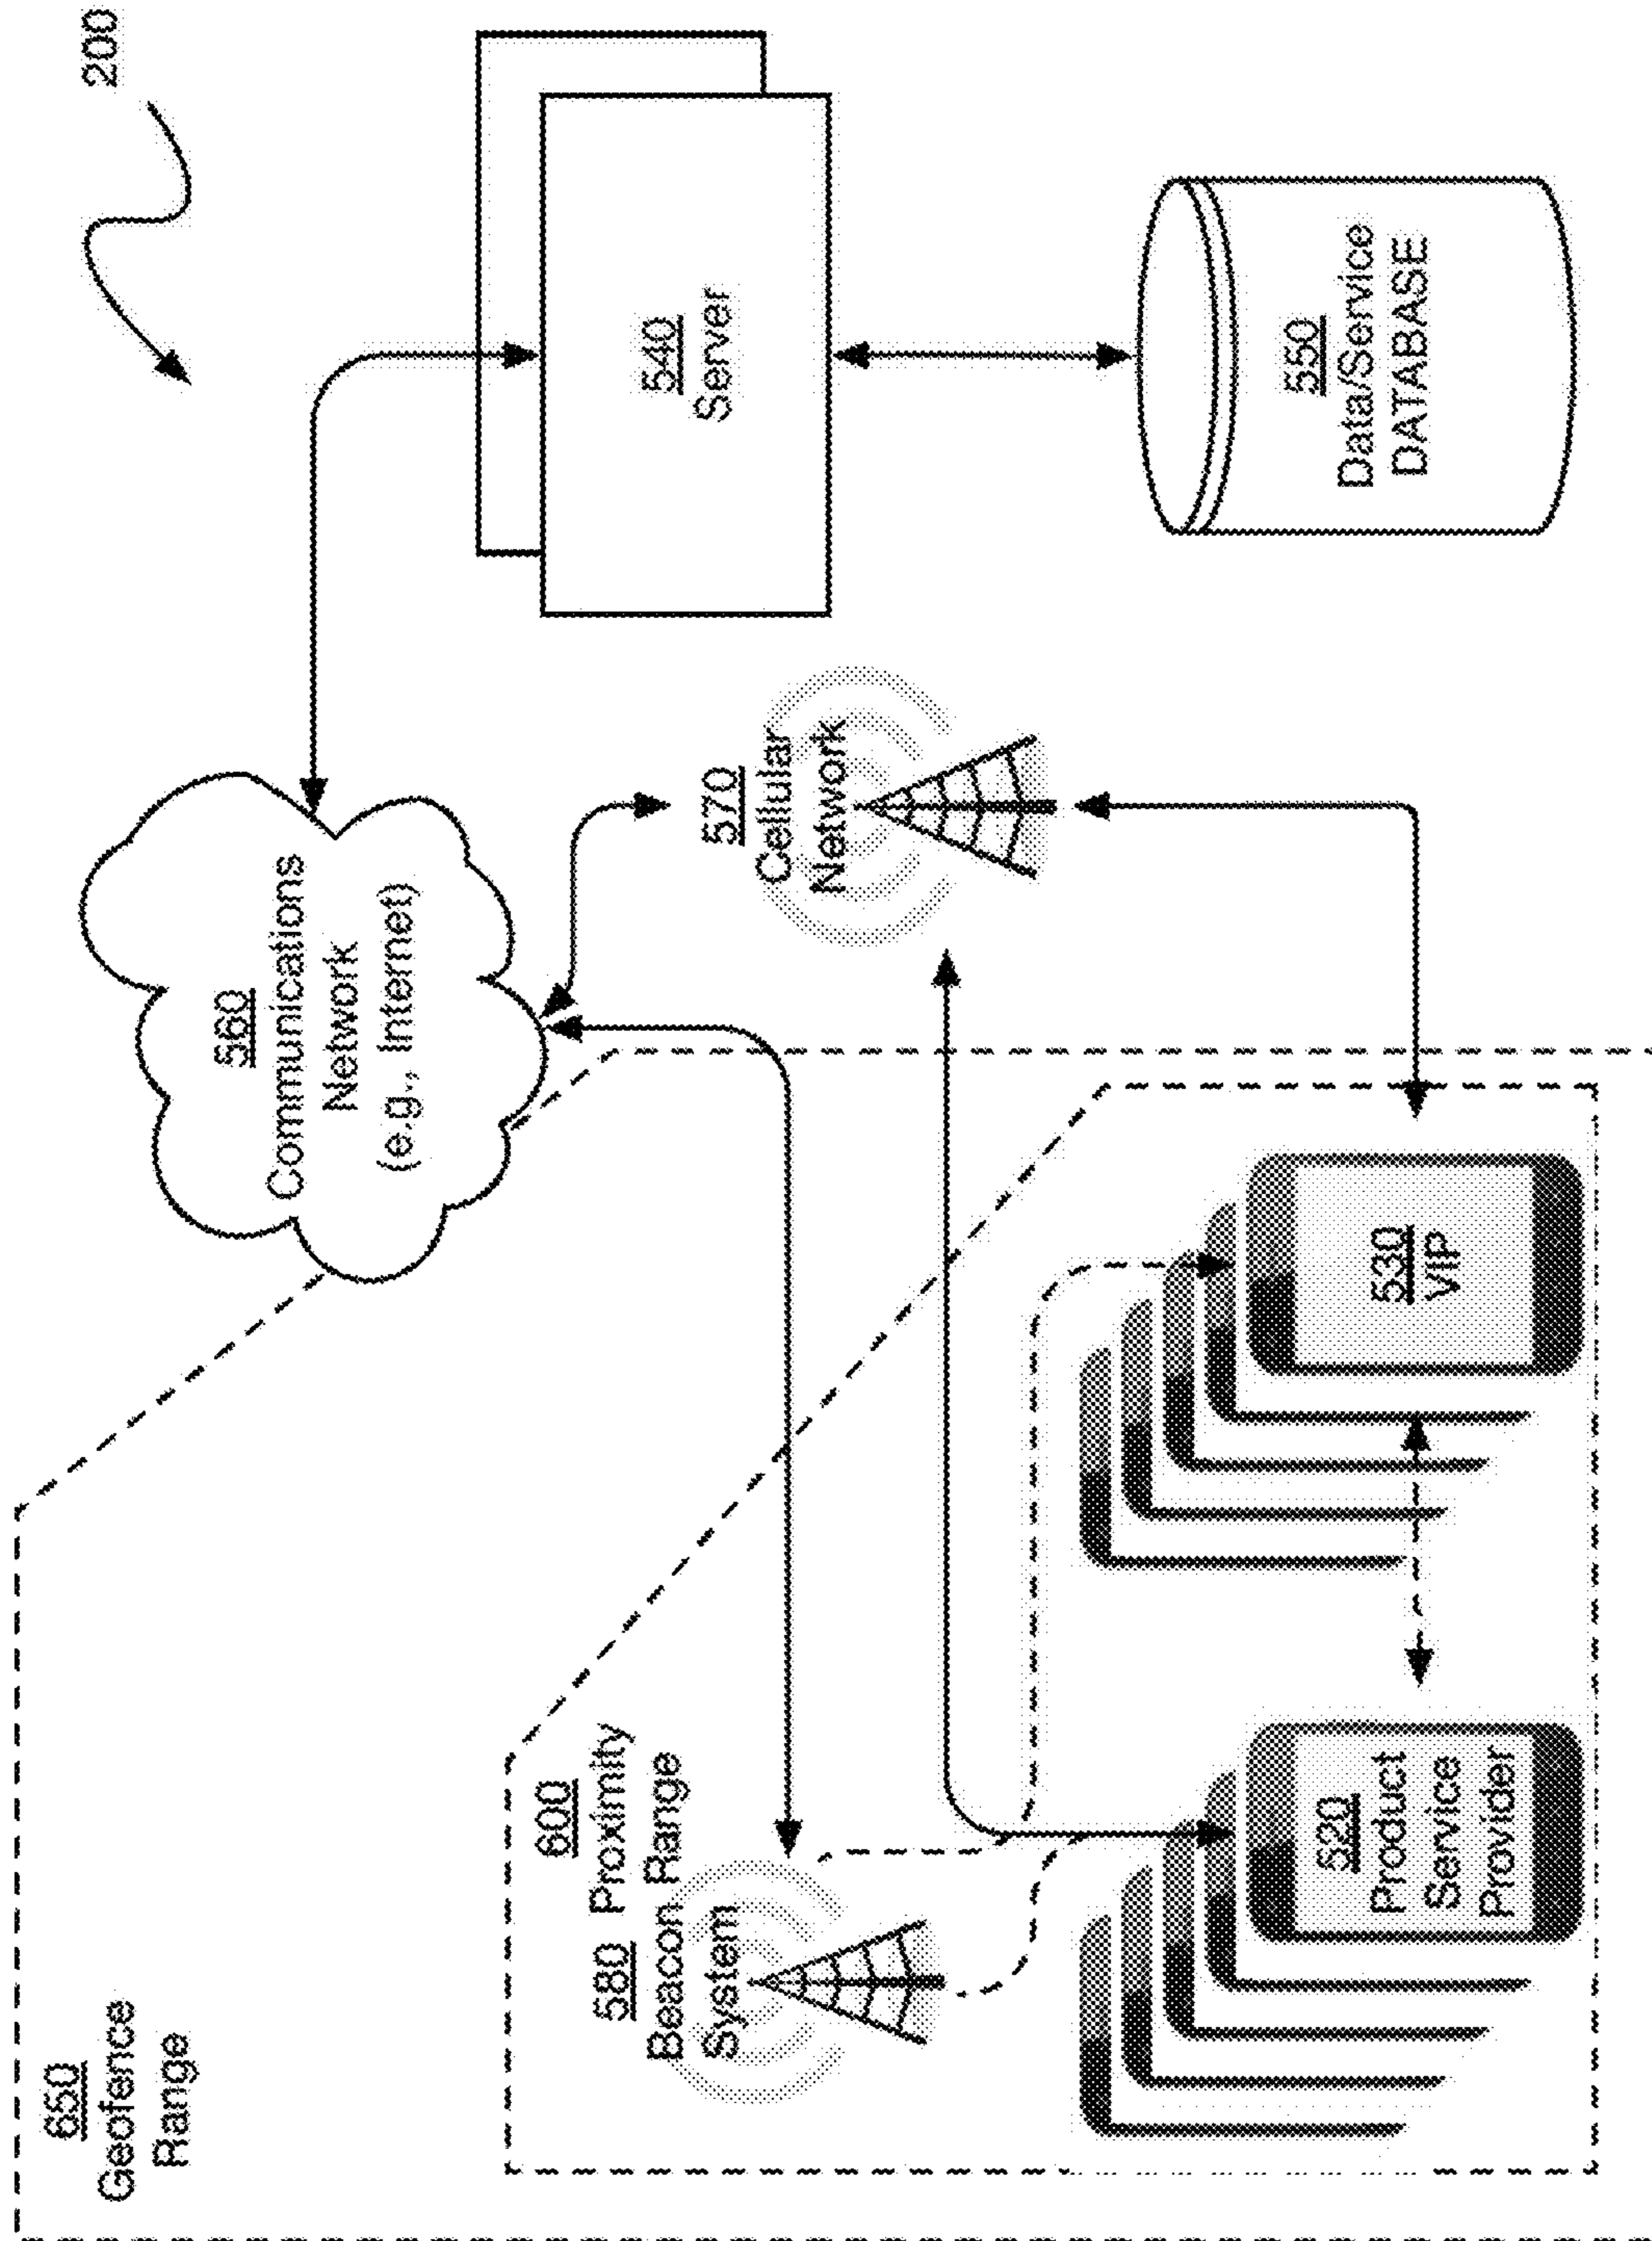 200
650
Geofence
Range
560
Communications
Network
(e.g., Internet)
540
Server
600
Proximity
Range
580
Beacon
System
570
Cellular
Network
550
Data/Service
DATABASE
520
Product
Service
Provider
530
VIP